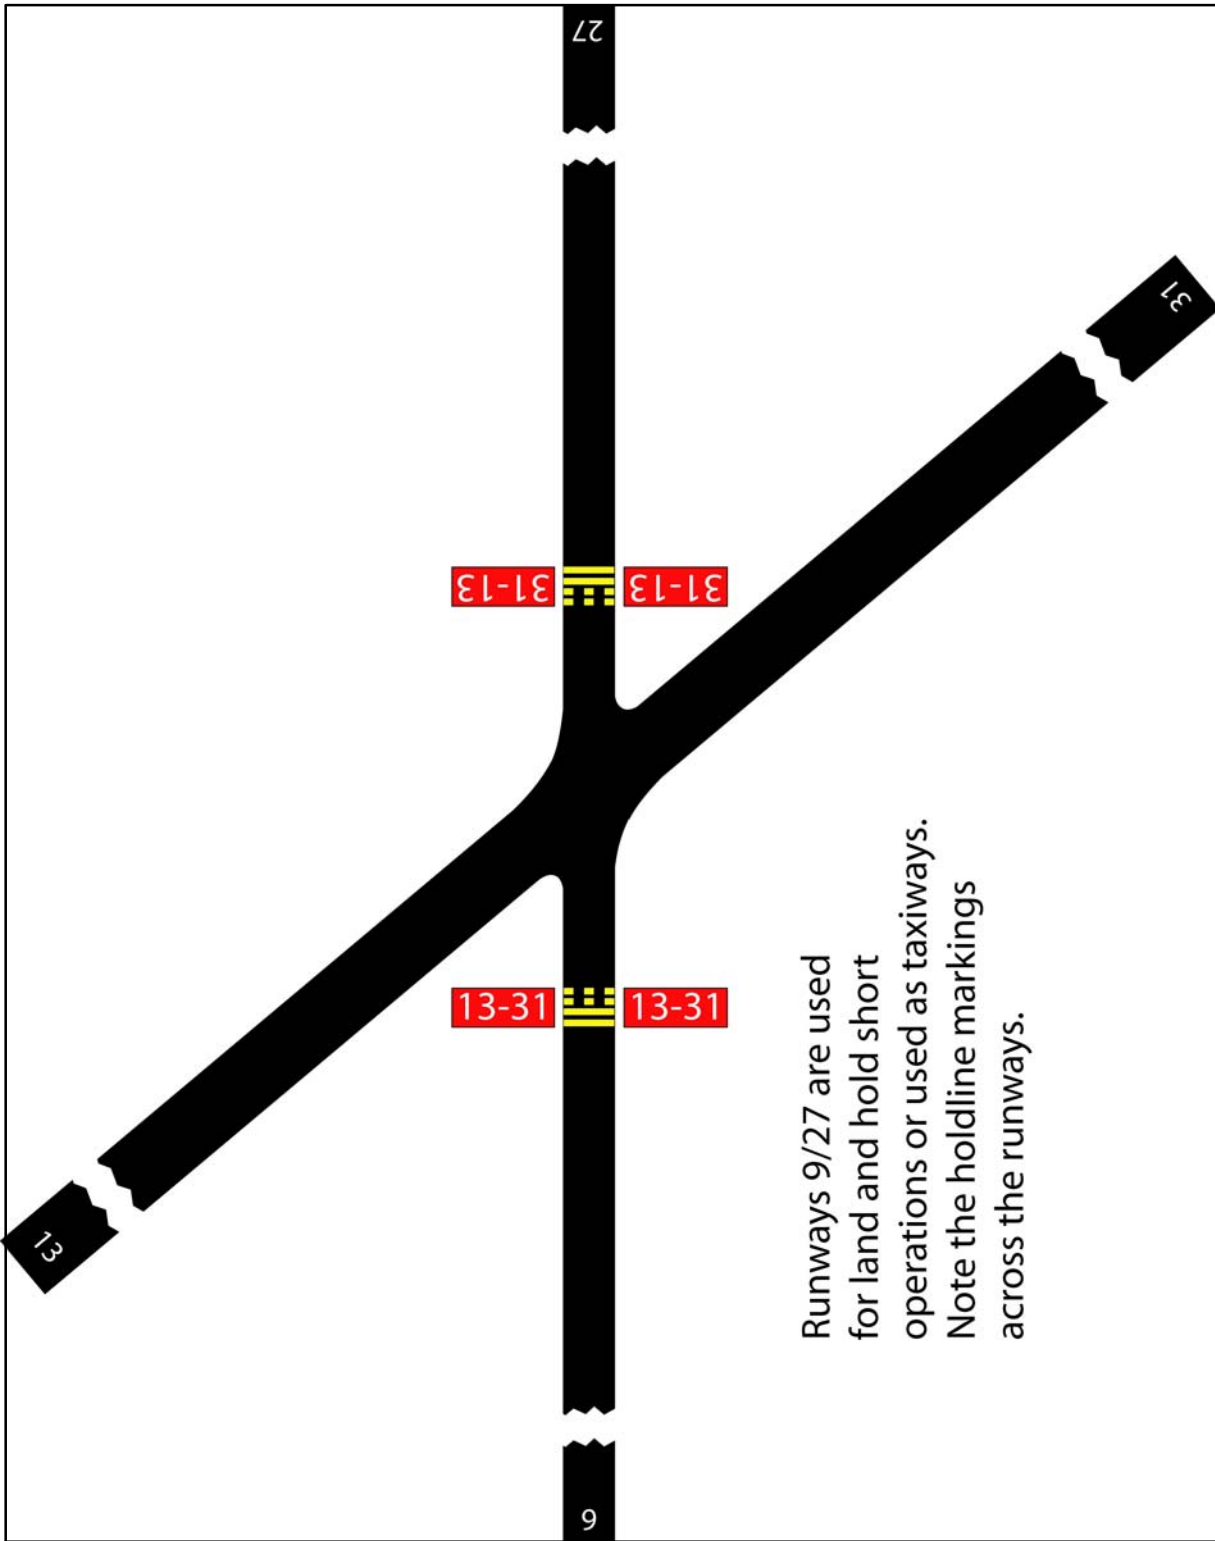 27
31
31-13
31-13
13-31
13-31
13
9
Runways 9/27 are used
for land and hold short
operations or used as taxiways.
Note the holdline markings
across the runways.